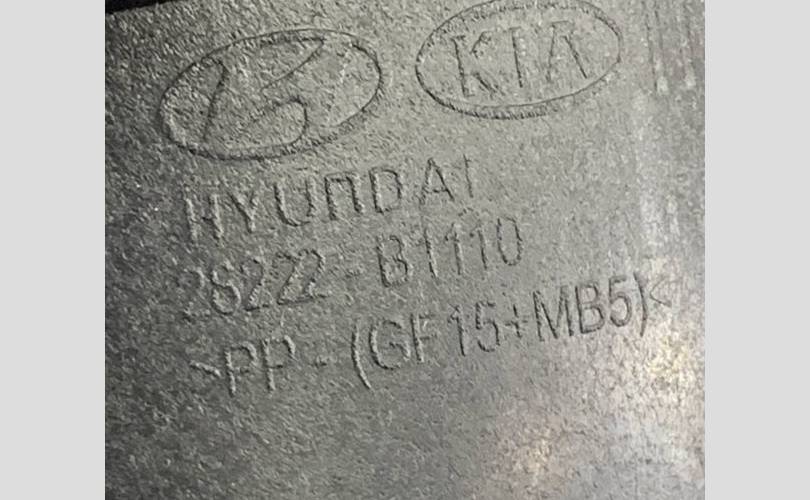 KIA
HYUNDAI
28222-B1110
>PP-(GF15+MB5)<